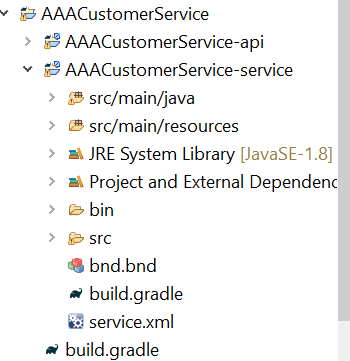 AAACustomerService
AAACustomerService-api
AAACustomerService-service
src/main/java
src/main/resources
JRE System Library [JavaSE-1.8]
Project and External Dependenc
bin
src
bnd.bnd
build.gradle
service.xml
build.gradle